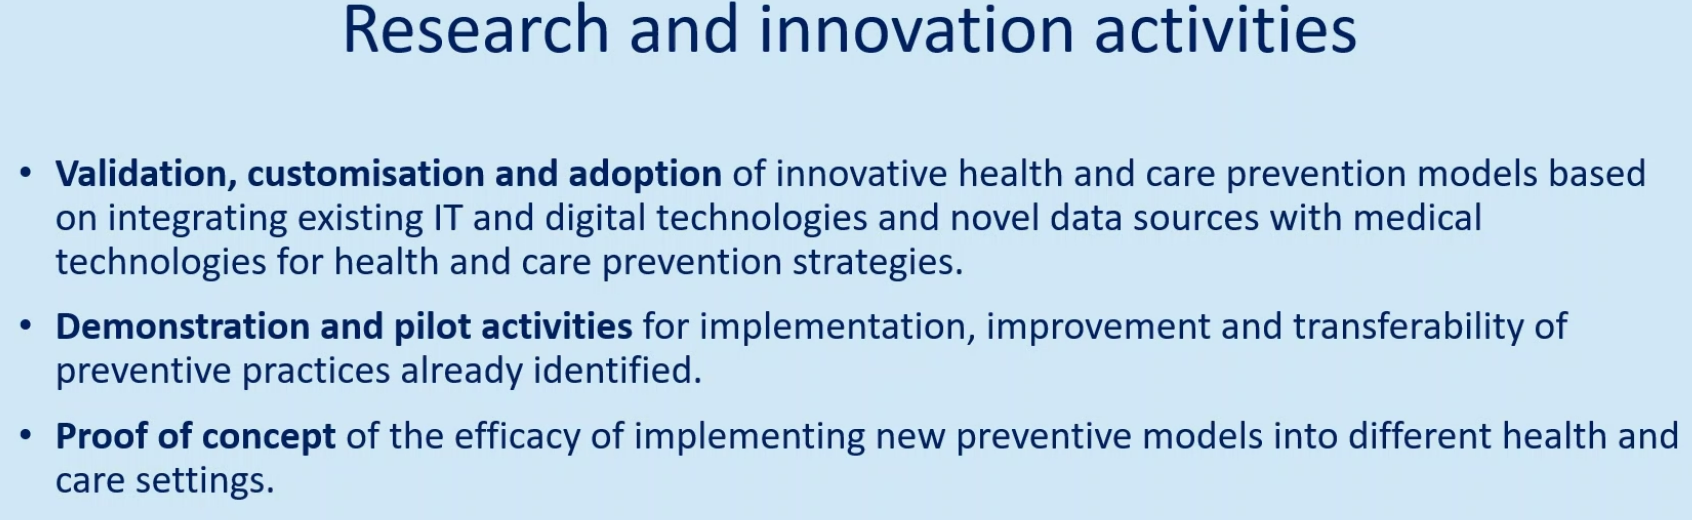 Research and innovation activities
• Validation, customisation and adoption of innovative health and care prevention models based
on integrating existing IT and digital technologies and novel data sources with medical
technologies for health and care prevention strategies.
• Demonstration and pilot activities for implementation, improvement and transferability of
preventive practices already identified.
• Proof of concept of the efficacy of implementing new preventive models into different health and
care settings.